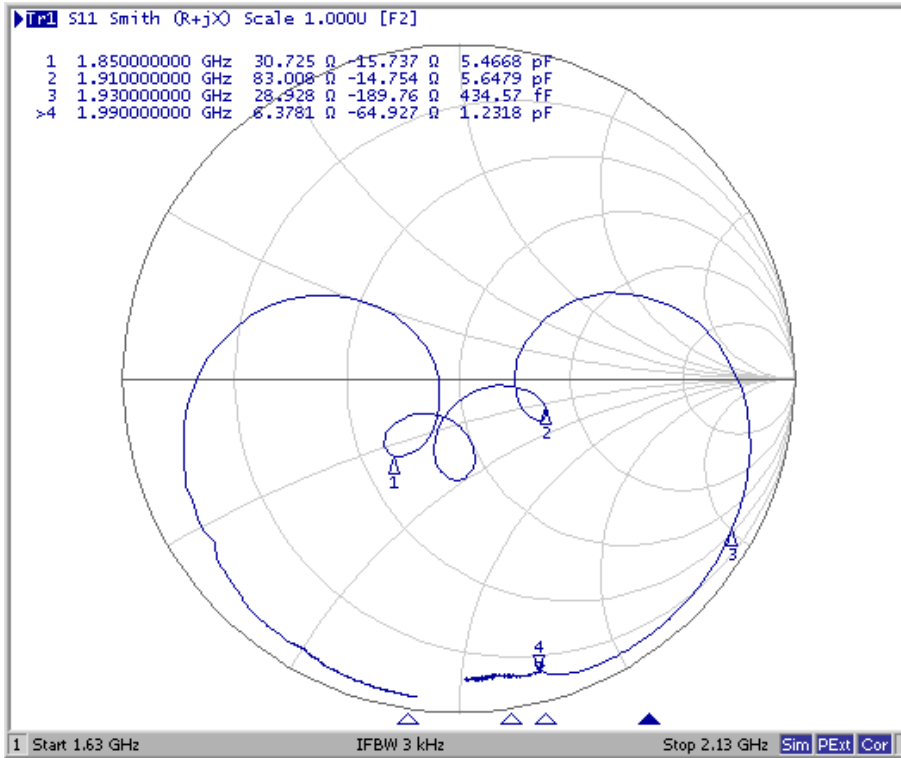 Tr1 S11 Smith (R+jX) Scale 1.000U [F2]
1 1.850000000 GHz 30.725 Ω -15.737 Ω 5.4668 pF
2 1.910000000 GHz 83.008 Ω -14.754 Ω 5.6479 pF
3 1.930000000 GHz 28.928 Ω -189.76 Ω 434.57 fF
>4 1.990000000 GHz 6.3781 Ω -64.927 Ω 1.2318 pF
1
2
3
4
1 Start 1.63 GHz IFBW 3 kHz Stop 2.13 GHz Sim PExt Cor